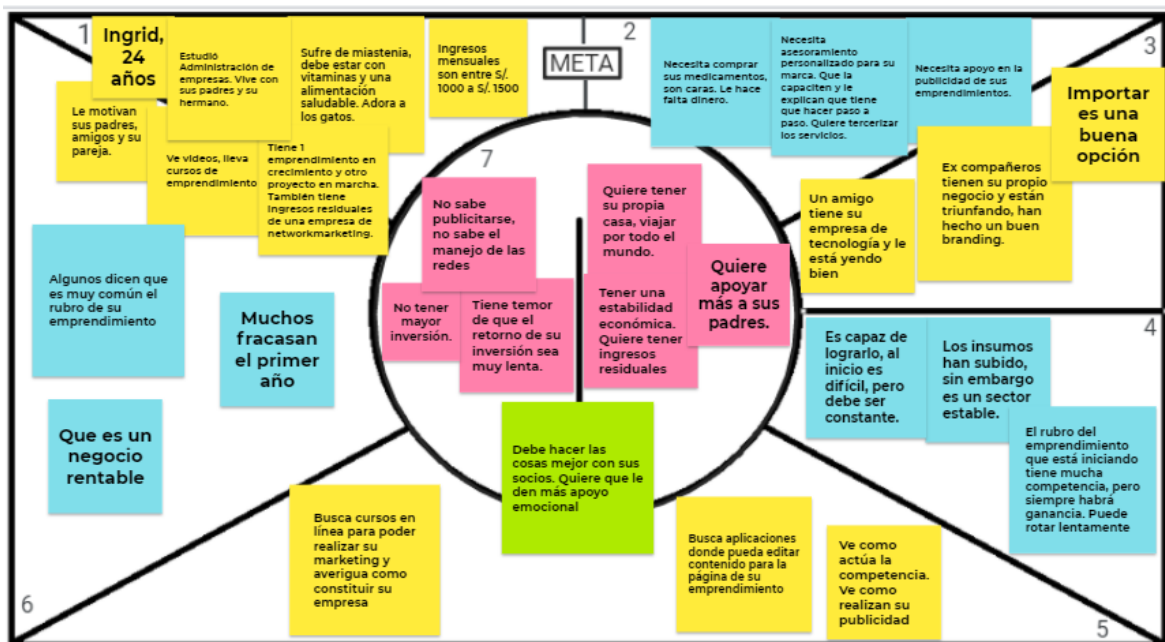 1
Ingrid,
24
años
Estudió
Administración de
empresas. Vive con
sus padres y su
hermano.
Sufre de miastenia,
debe estar con
vitaminas y una
alimentación
saludable. Adora a
los gatos.
Ingresos
mensuales
son entre S/.
1000 a S/. 1500
Le motivan
sus padres,
amigos y su
pareja.
Ve videos, lleva
cursos de
emprendimiento
Tiene 1
emprendimiento en
crecimiento y otro
proyecto en marcha.
También tiene
ingresos residuales
de una empresa de
networkmarketing.
META
2
Necesita comprar
sus medicamentos,
son caras. Le hace
falta dinero.
Necesita
asesoramiento
personalizado para su
marca. Que la
capaciten y le
expliquen que tiene
que hacer paso a
paso. Quiere tercerizar
los servicios.
Necesita apoyo en la
publicidad de sus
emprendimientos.
3
Importar
es una
buena
opción
Un amigo
tiene su
empresa de
tecnología y le
está yendo
bien
Ex compañeros
tienen su propio
negocio y están
triunfando, han
hecho un buen
branding.
4
Es capaz de
lograrlo, al
inicio es
difícil, pero
debe ser
constante.
Los insumos
han subido,
sin embargo
es un sector
estable.
El rubro del
emprendimiento
que está iniciando
tiene mucha
competencia, pero
siempre habrá
ganancia. Puede
rotar lentamente
5
Busca aplicaciones
donde pueda editar
contenido para la
página de su
emprendimiento
Ve como
actúa la
competencia.
Ve como
realizan su
publicidad
Busca cursos en
línea para poder
realizar su
marketing y
averigua como
constituir su
empresa
6
Algunos dicen que
es muy común el
rubro de su
emprendimiento
Muchos
fracasan
el primer
año
Que es un
negocio
rentable
7
No sabe
publicitarse,
no sabe el
manejo de las
redes
No tener
mayor
inversión.
Tiene temor
de que el
retorno de su
inversión sea
muy lenta.
Quiere tener
su propia
casa, viajar
por todo el
mundo.
Quiere
apoyar
más a sus
padres.
Tener una
estabilidad
económica.
Quiere tener
ingresos
residuales
Debe hacer las
cosas mejor con sus
socios. Quiere que le
den más apoyo
emocional